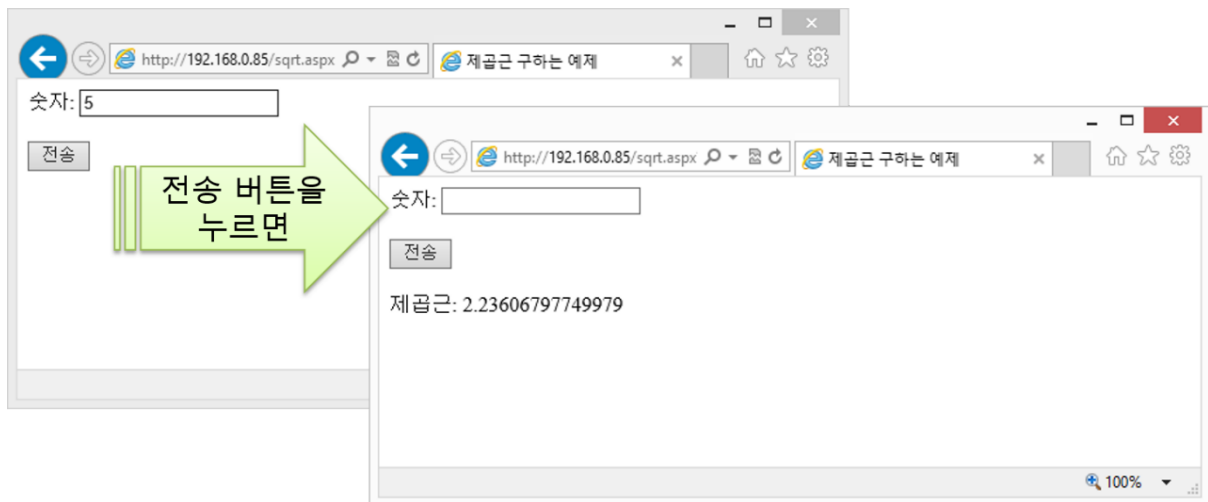 http://192.168.0.85/sqrt.aspx
제곱근 구하는 예제
숫자: 5
전송
전송 버튼을
누르면
http://192.168.0.85/sqrt.aspx
제곱근 구하는 예제
숫자:
전송
제곱근: 2.23606797749979
100%